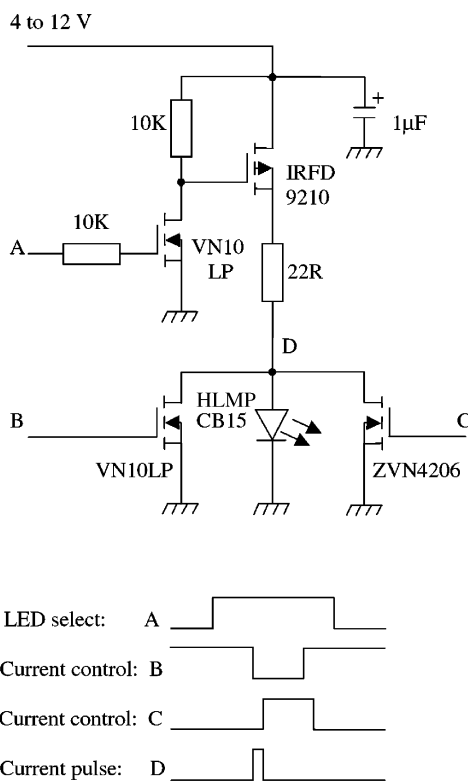 4 to 12 V
10K
+
1µF
IRFD
9210
10K
A
VN10
LP
22R
D
HLMP
CB15
B
C
VN10LP
ZVN4206
LED select: A
Current control: B
Current control: C
Current pulse: D